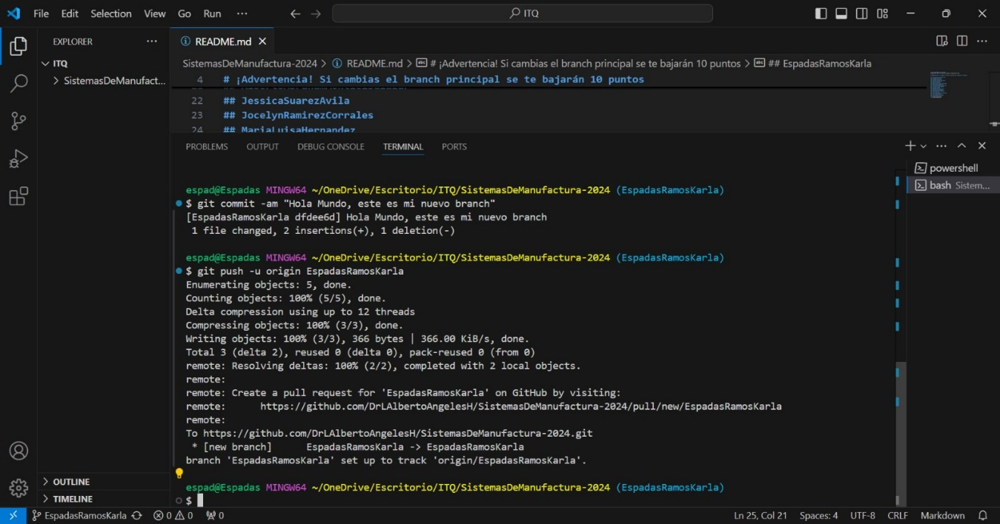 File Edit Selection View Go Run ··· ITQ
EXPLORER ···
README.md
ITQ
SistemasDeManufact...
SistemasDeManufactura-2024 > README.md > # ¡Advertencia! Si cambias el branch principal se te bajarán 10 puntos > ## EspadasRamosKarla
4 # ¡Advertencia! Si cambias el branch principal se te bajarán 10 puntos
22 ## JessicaSuarezAvila
23 ## JocelynRamirezCorrales
24 ## MariaLuisaHernandez
PROBLEMS OUTPUT DEBUG CONSOLE TERMINAL PORTS
powershell
bash Sistem...
espad@Espadas MINGW64 ~/OneDrive/Escritorio/ITQ/SistemasDeManufactura-2024 (EspadasRamosKarla)
$ git commit -am "Hola Mundo, este es mi nuevo branch"
[EspadasRamosKarla dfdee6d] Hola Mundo, este es mi nuevo branch
1 file changed, 2 insertions(+), 1 deletion(-)
espad@Espadas MINGW64 ~/OneDrive/Escritorio/ITQ/SistemasDeManufactura-2024 (EspadasRamosKarla)
$ git push -u origin EspadasRamosKarla
Enumerating objects: 5, done.
Counting objects: 100% (5/5), done.
Delta compression using up to 12 threads
Compressing objects: 100% (3/3), done.
Writing objects: 100% (3/3), 366 bytes | 366.00 KiB/s, done.
Total 3 (delta 2), reused 0 (delta 0), pack-reused 0 (from 0)
remote: Resolving deltas: 100% (2/2), completed with 2 local objects.
remote:
remote: Create a pull request for 'EspadasRamosKarla' on GitHub by visiting:
remote: https://github.com/DrLAlbertoAngelesH/SistemasDeManufactura-2024/pull/new/EspadasRamosKarla
remote:
To https://github.com/DrLAlbertoAngelesH/SistemasDeManufactura-2024.git
* [new branch] EspadasRamosKarla -> EspadasRamosKarla
branch 'EspadasRamosKarla' set up to track 'origin/EspadasRamosKarla'.
espad@Espadas MINGW64 ~/OneDrive/Escritorio/ITQ/SistemasDeManufactura-2024 (EspadasRamosKarla)
$
OUTLINE
TIMELINE
EspadasRamosKarla 0 0 0 Ln 25, Col 21 Spaces: 4 UTF-8 CRLF Markdown